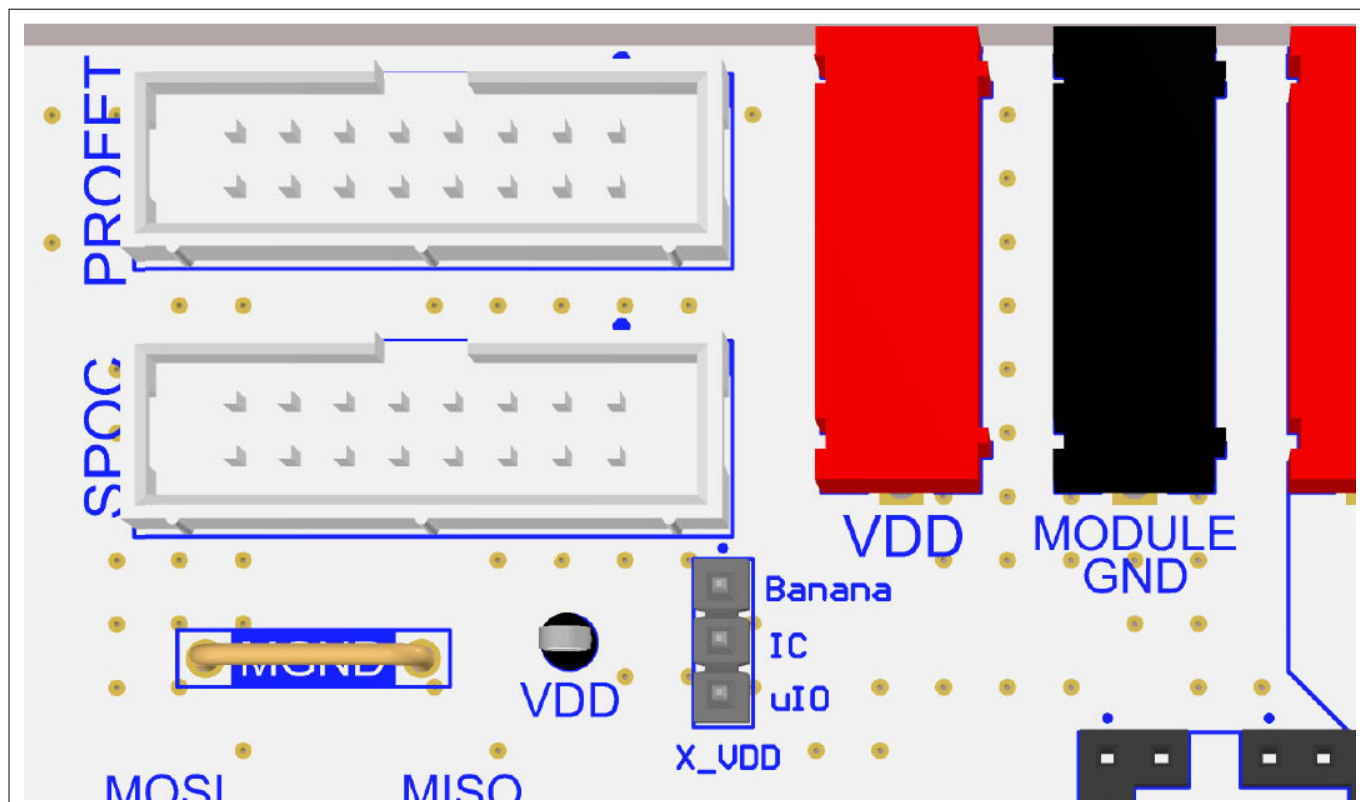 PROFET
SPOC
VDD
MODULE
GND
Banana
IC
uIO
X_VDD
MGND
VDD
MOSI
MISO